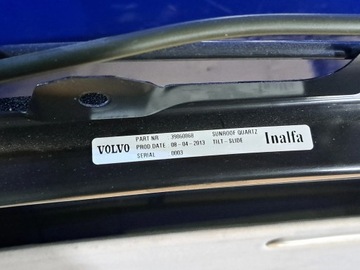 VOLVO PART NR 39860868 SUNROOF QUARTZ Inalfa
PROD DATE 08-04-2013 TILT-SLIDE
SERIAL 0003